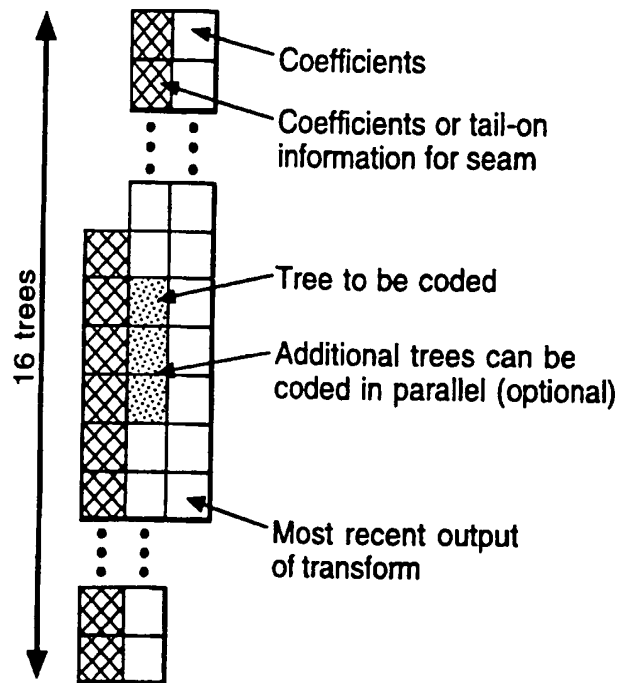 Coefficients
Coefficients or tail-on
information for seam
Tree to be coded
16 trees
Additional trees can be
coded in parallel (optional)
Most recent output
of transform